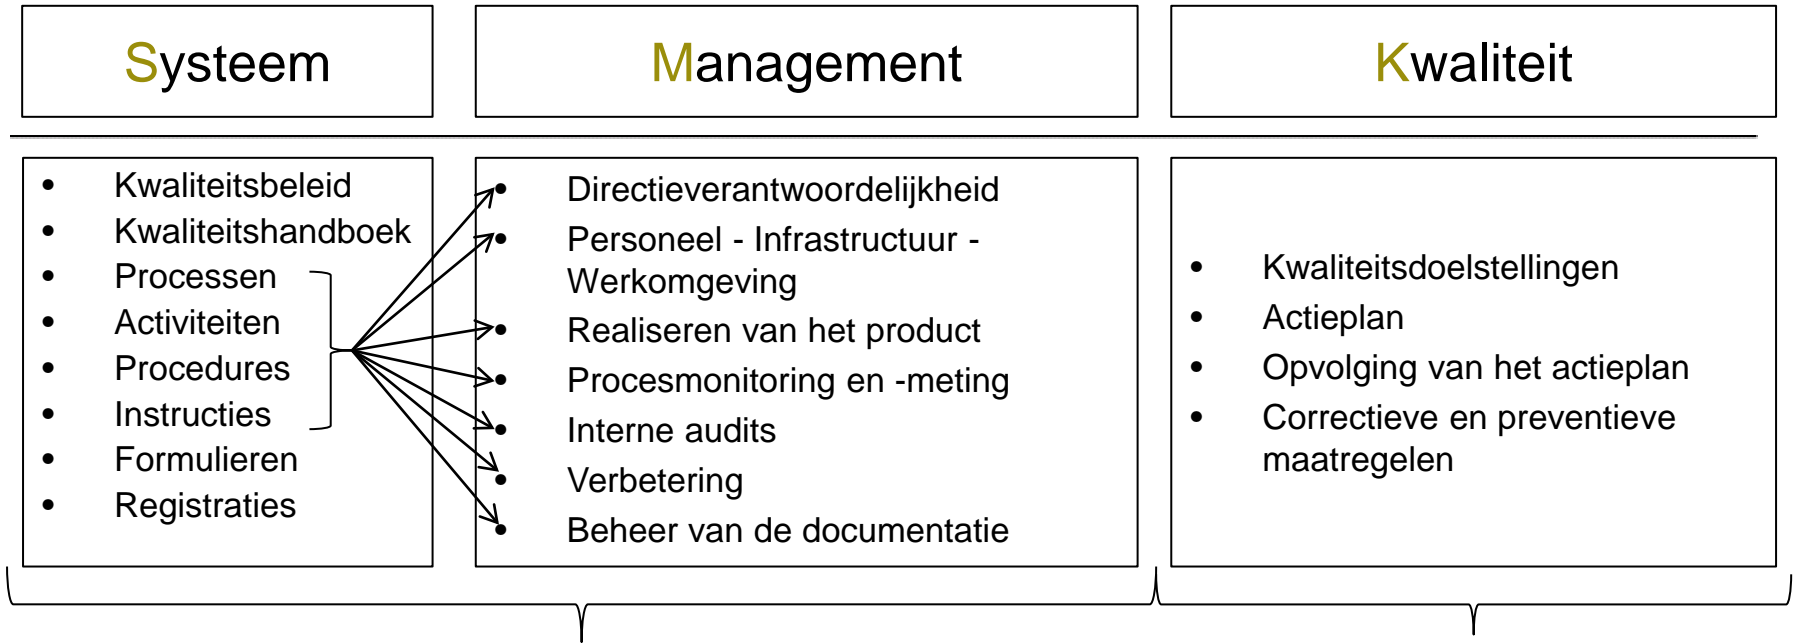 Systeem
Management
Kwaliteit
• Kwaliteitsbeleid
• Kwaliteitshandboek
• Processen
• Activiteiten
• Procedures
• Instructies
• Formulieren
• Registraties
• Directieverantwoordelijkheid
• Personeel - Infrastructuur -
Werkomgeving
• Realiseren van het product
• Procesmonitoring en -meting
• Interne audits
• Verbetering
• Beheer van de documentatie
• Kwaliteitsdoelstellingen
• Actieplan
• Opvolging van het actieplan
• Correctieve en preventieve
maatregelen